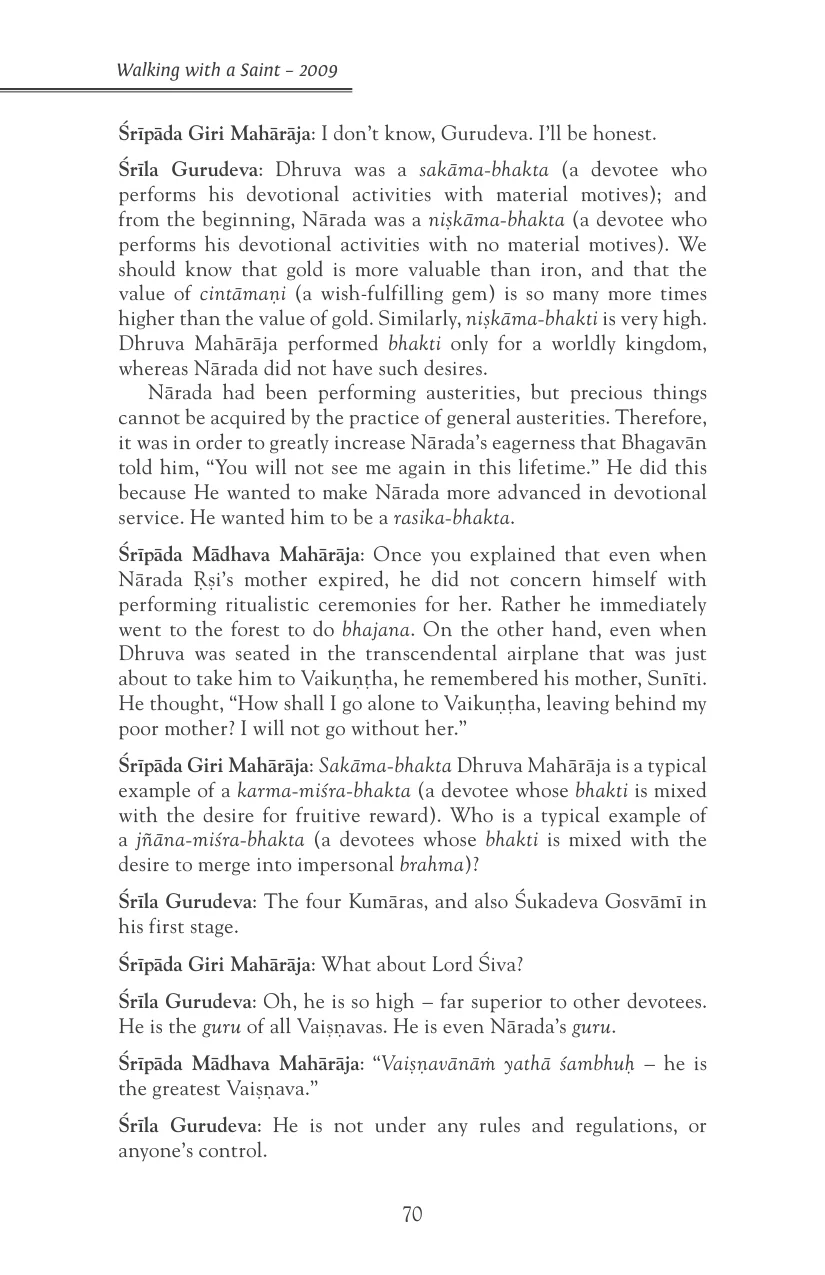 Walking with a Saint – 2009
Śrīpāda Giri Mahārāja: I don’t know, Gurudeva. I’ll be honest.
Śrīla Gurudeva: Dhruva was a sakāma-bhakta (a devotee who
performs his devotional activities with material motives); and
from the beginning, Nārada was a niṣkāma-bhakta (a devotee who
performs his devotional activities with no material motives). We
should know that gold is more valuable than iron, and that the
value of cintāmaṇi (a wish-fulfilling gem) is so many more times
higher than the value of gold. Similarly, niṣkāma-bhakti is very high.
Dhruva Mahārāja performed bhakti only for a worldly kingdom,
whereas Nārada did not have such desires.
Nārada had been performing austerities, but precious things
cannot be acquired by the practice of general austerities. Therefore,
it was in order to greatly increase Nārada’s eagerness that Bhagavān
told him, “You will not see me again in this lifetime.” He did this
because He wanted to make Nārada more advanced in devotional
service. He wanted him to be a rasika-bhakta.
Śrīpāda Mādhava Mahārāja: Once you explained that even when
Nārada Ṛṣi’s mother expired, he did not concern himself with
performing ritualistic ceremonies for her. Rather he immediately
went to the forest to do bhajana. On the other hand, even when
Dhruva was seated in the transcendental airplane that was just
about to take him to Vaikuṇṭha, he remembered his mother, Sunīti.
He thought, “How shall I go alone to Vaikuṇṭha, leaving behind my
poor mother? I will not go without her.”
Śrīpāda Giri Mahārāja: Sakāma-bhakta Dhruva Mahārāja is a typical
example of a karma-miśra-bhakta (a devotee whose bhakti is mixed
with the desire for fruitive reward). Who is a typical example of
a jñāna-miśra-bhakta (a devotees whose bhakti is mixed with the
desire to merge into impersonal brahma)?
Śrīla Gurudeva: The four Kumāras, and also Śukadeva Gosvāmī in
his first stage.
Śrīpāda Giri Mahārāja: What about Lord Śiva?
Śrīla Gurudeva: Oh, he is so high – far superior to other devotees.
He is the guru of all Vaiṣṇavas. He is even Nārada’s guru.
Śrīpāda Mādhava Mahārāja: “Vaiṣṇavānāṁ yathā śambhuḥ – he is
the greatest Vaiṣṇava.”
Śrīla Gurudeva: He is not under any rules and regulations, or
anyone’s control.
70